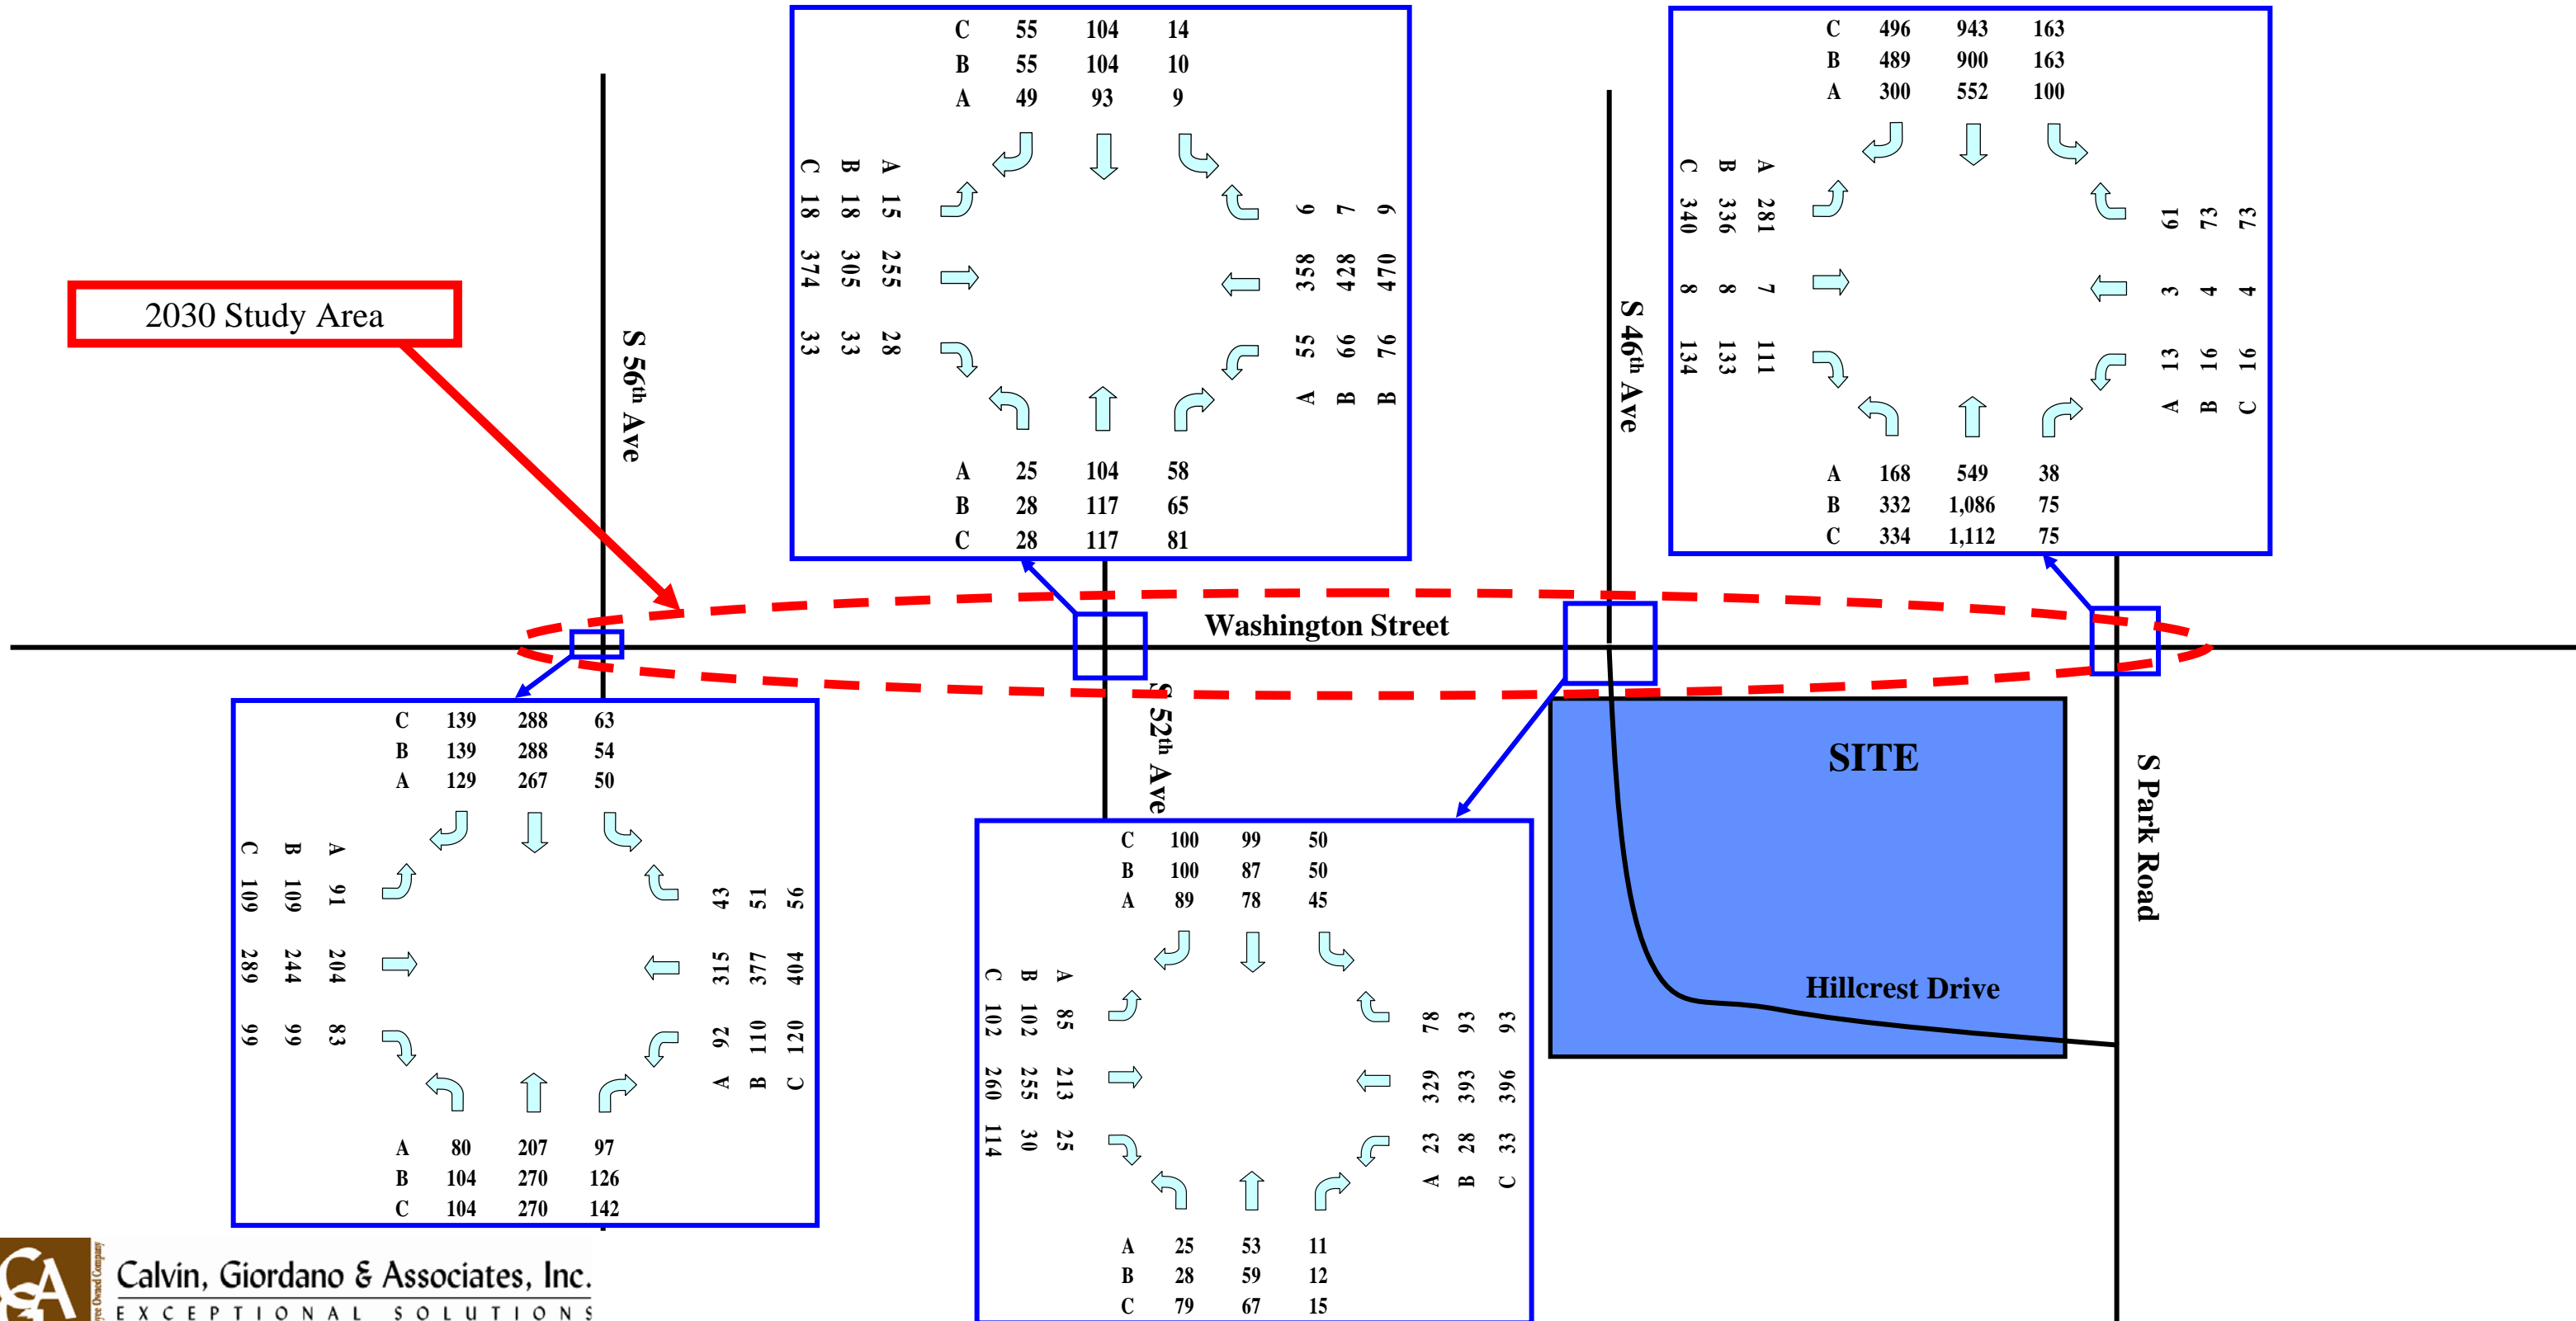 C 55 104 14
B 55 104 10
A 49 93 9
C 18 374 33
B 18 305 33
A 15 255 28
A 55 358 6
B 66 428 7
B 76 470 9
A 25 104 58
B 28 117 65
C 28 117 81
C 496 943 163
B 489 900 163
A 300 552 100
C 340 8 134
B 336 8 133
A 281 7 111
A 13 3 61
B 16 4 73
C 16 4 73
A 168 549 38
B 332 1,086 75
C 334 1,112 75
2030 Study Area
S 56th Ave
S 46th Ave
Washington Street
S 52th Ave
SITE
S Park Road
Hillcrest Drive
C 139 288 63
B 139 288 54
A 129 267 50
C 109 289 99
B 109 244 99
A 91 204 83
A 92 315 43
B 110 377 51
C 120 404 56
A 80 207 97
B 104 270 126
C 104 270 142
C 100 99 50
B 100 87 50
A 89 78 45
C 102 260 114
B 102 255 30
A 85 213 25
A 23 329 78
B 28 393 93
C 33 396 93
A 25 53 11
B 28 59 12
C 79 67 15
Calvin, Giordano & Associates, Inc.
EXCEPTIONAL SOLUTIONS